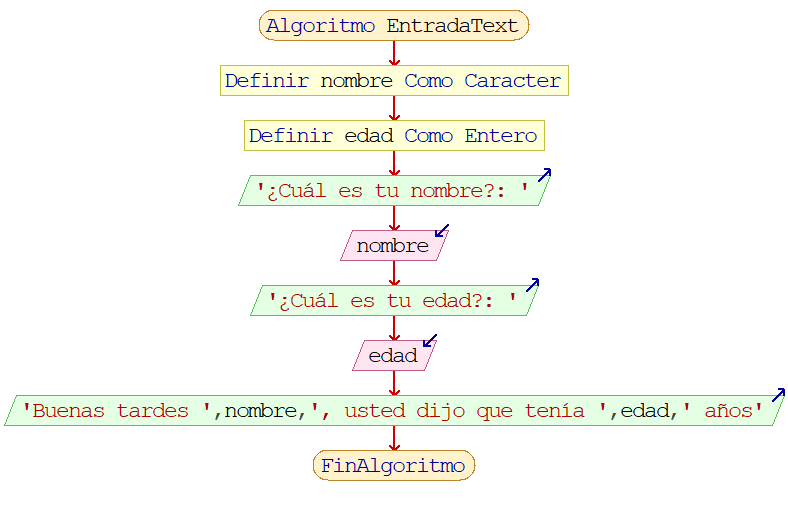 Algoritmo EntradaText
Definir nombre Como Caracter
Definir edad Como Entero
'¿Cuál es tu nombre?: '
nombre
'¿Cuál es tu edad?: '
edad
'Buenas tardes ',nombre,', usted dijo que tenía ',edad,' años'
FinAlgoritmo